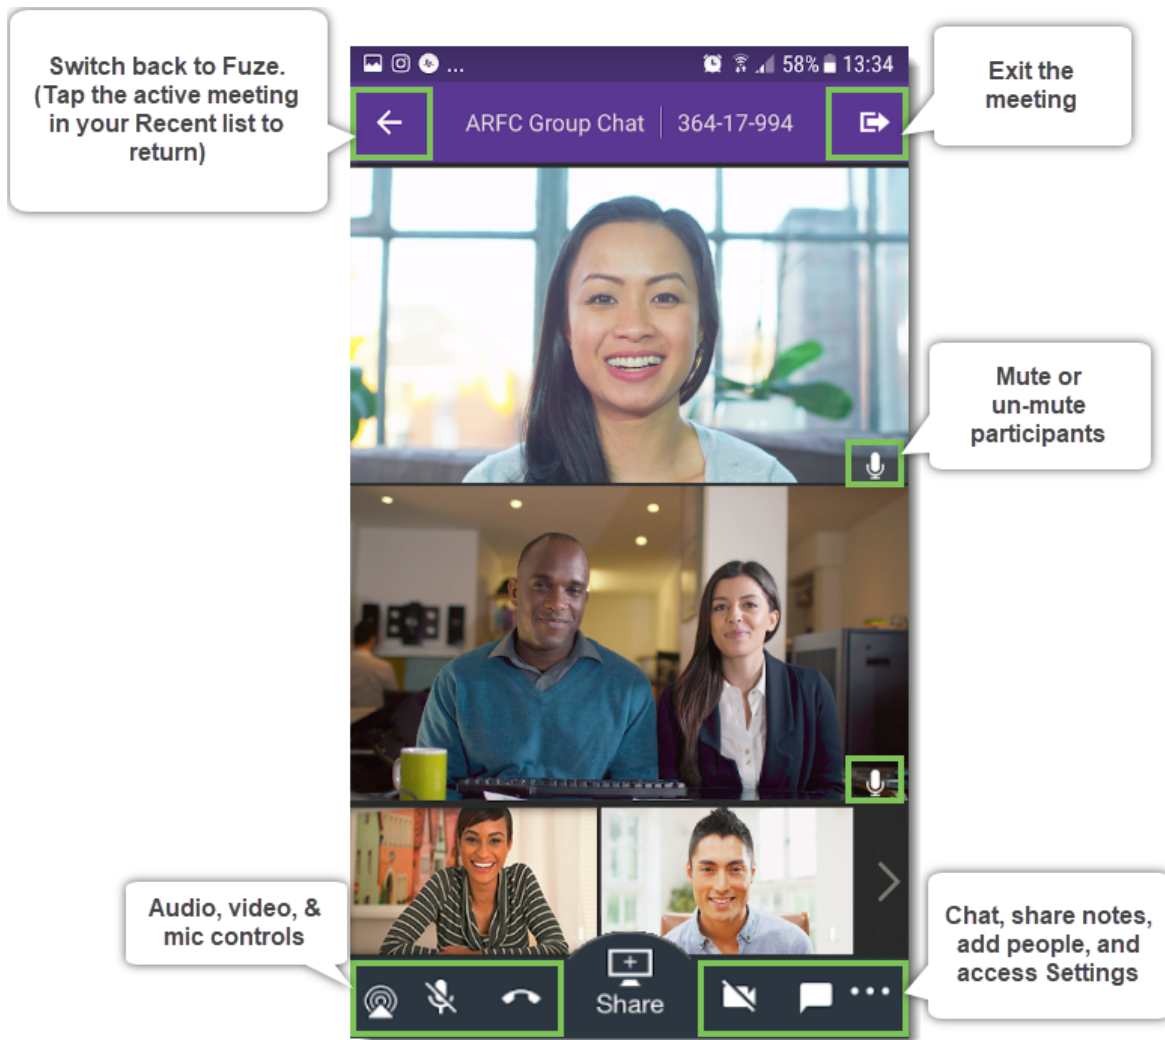 Switch back to Fuze.
(Tap the active meeting
in your Recent list to
return)
... 58% 13:34
ARFC Group Chat | 364-17-994
Exit the
meeting
Mute or
un-mute
participants
Audio, video, &
mic controls
Share
Chat, share notes,
add people, and
access Settings